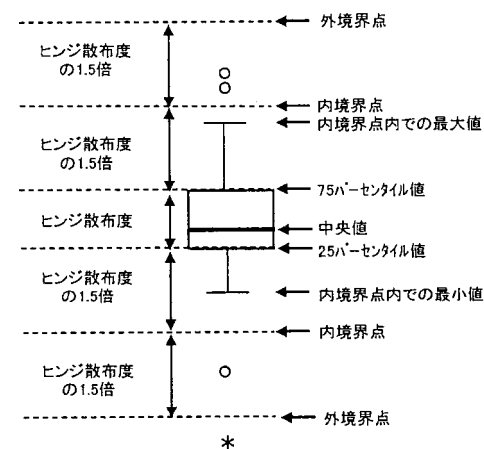 外境界点
ヒンジ散布度
の1.5倍
内境界点
内境界点内での最大値
ヒンジ散布度
の1.5倍
75パーセンタイル値
ヒンジ散布度
中央値
25パーセンタイル値
ヒンジ散布度
の1.5倍
内境界点内での最小値
内境界点
ヒンジ散布度
の1.5倍
外境界点